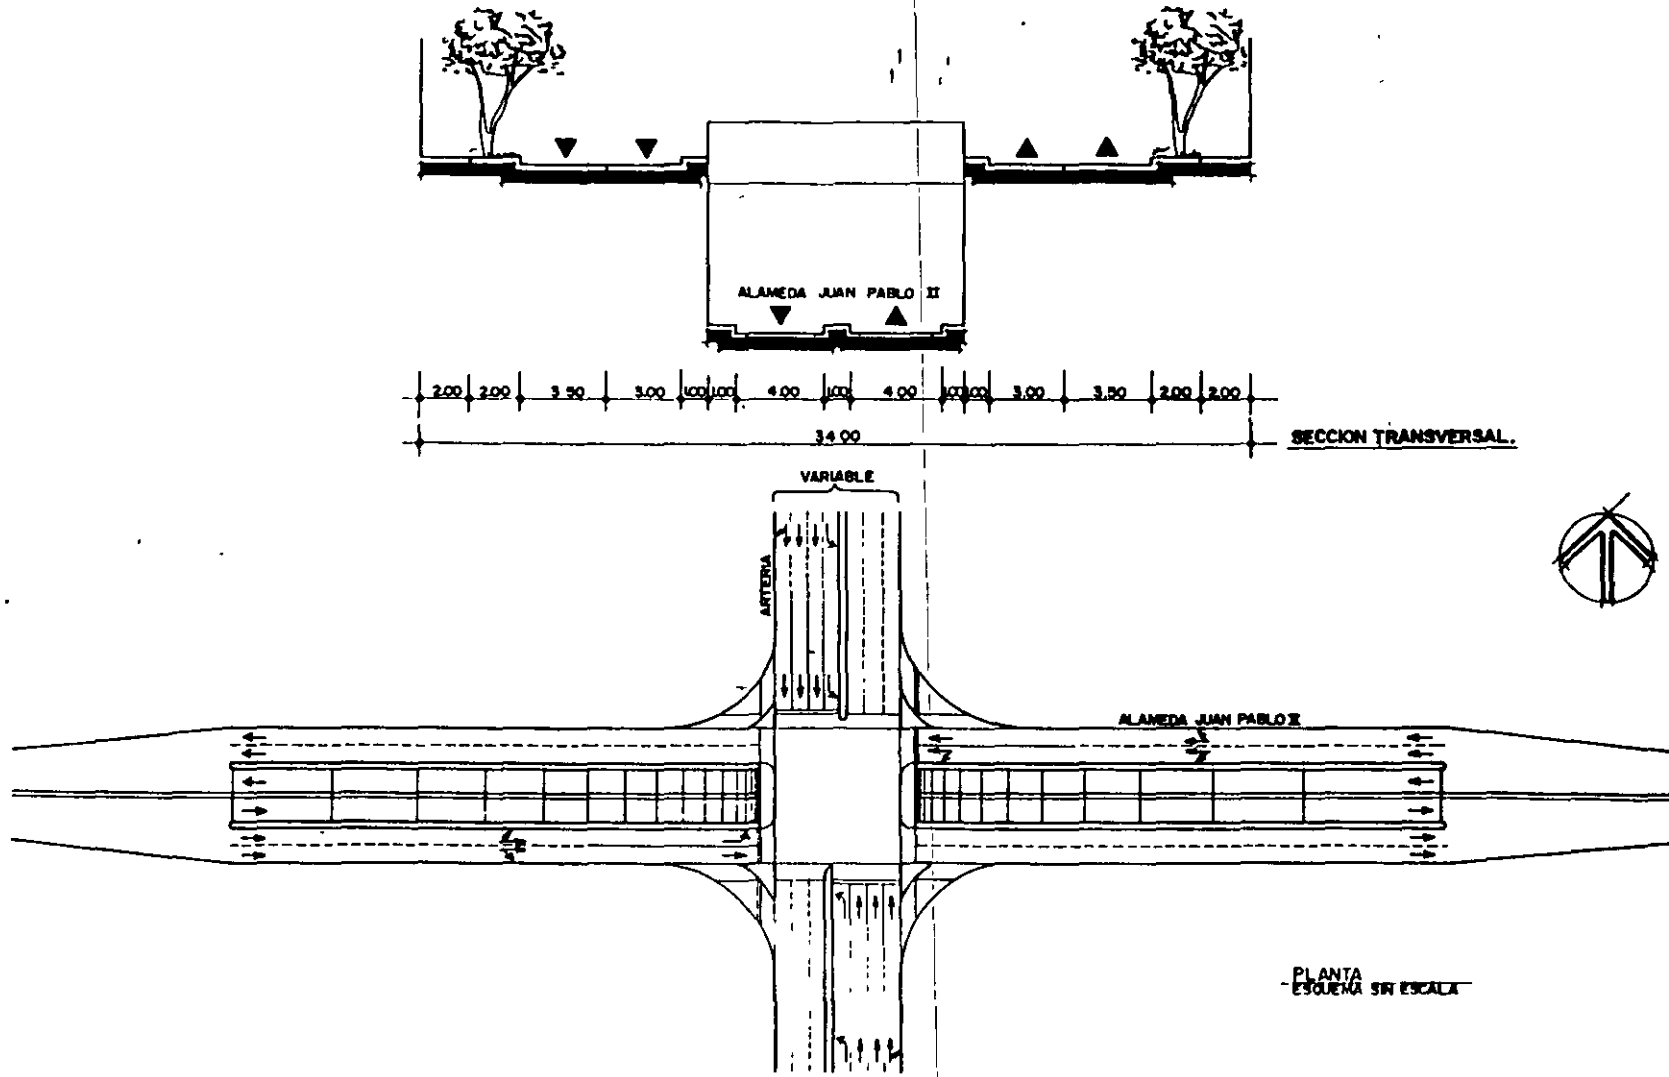 ALAMEDA JUAN PABLO II
2.00 2.00 3.50 3.00 1.00 1.00 4.00 1.00 4.00 1.00 1.00 3.00 3.50 2.00 2.00
34.00
SECCION TRANSVERSAL.
VARIABLE
ARTERIA
ALAMEDA JUAN PABLO II
PLANTA
ESQUEMA SIN ESCALA